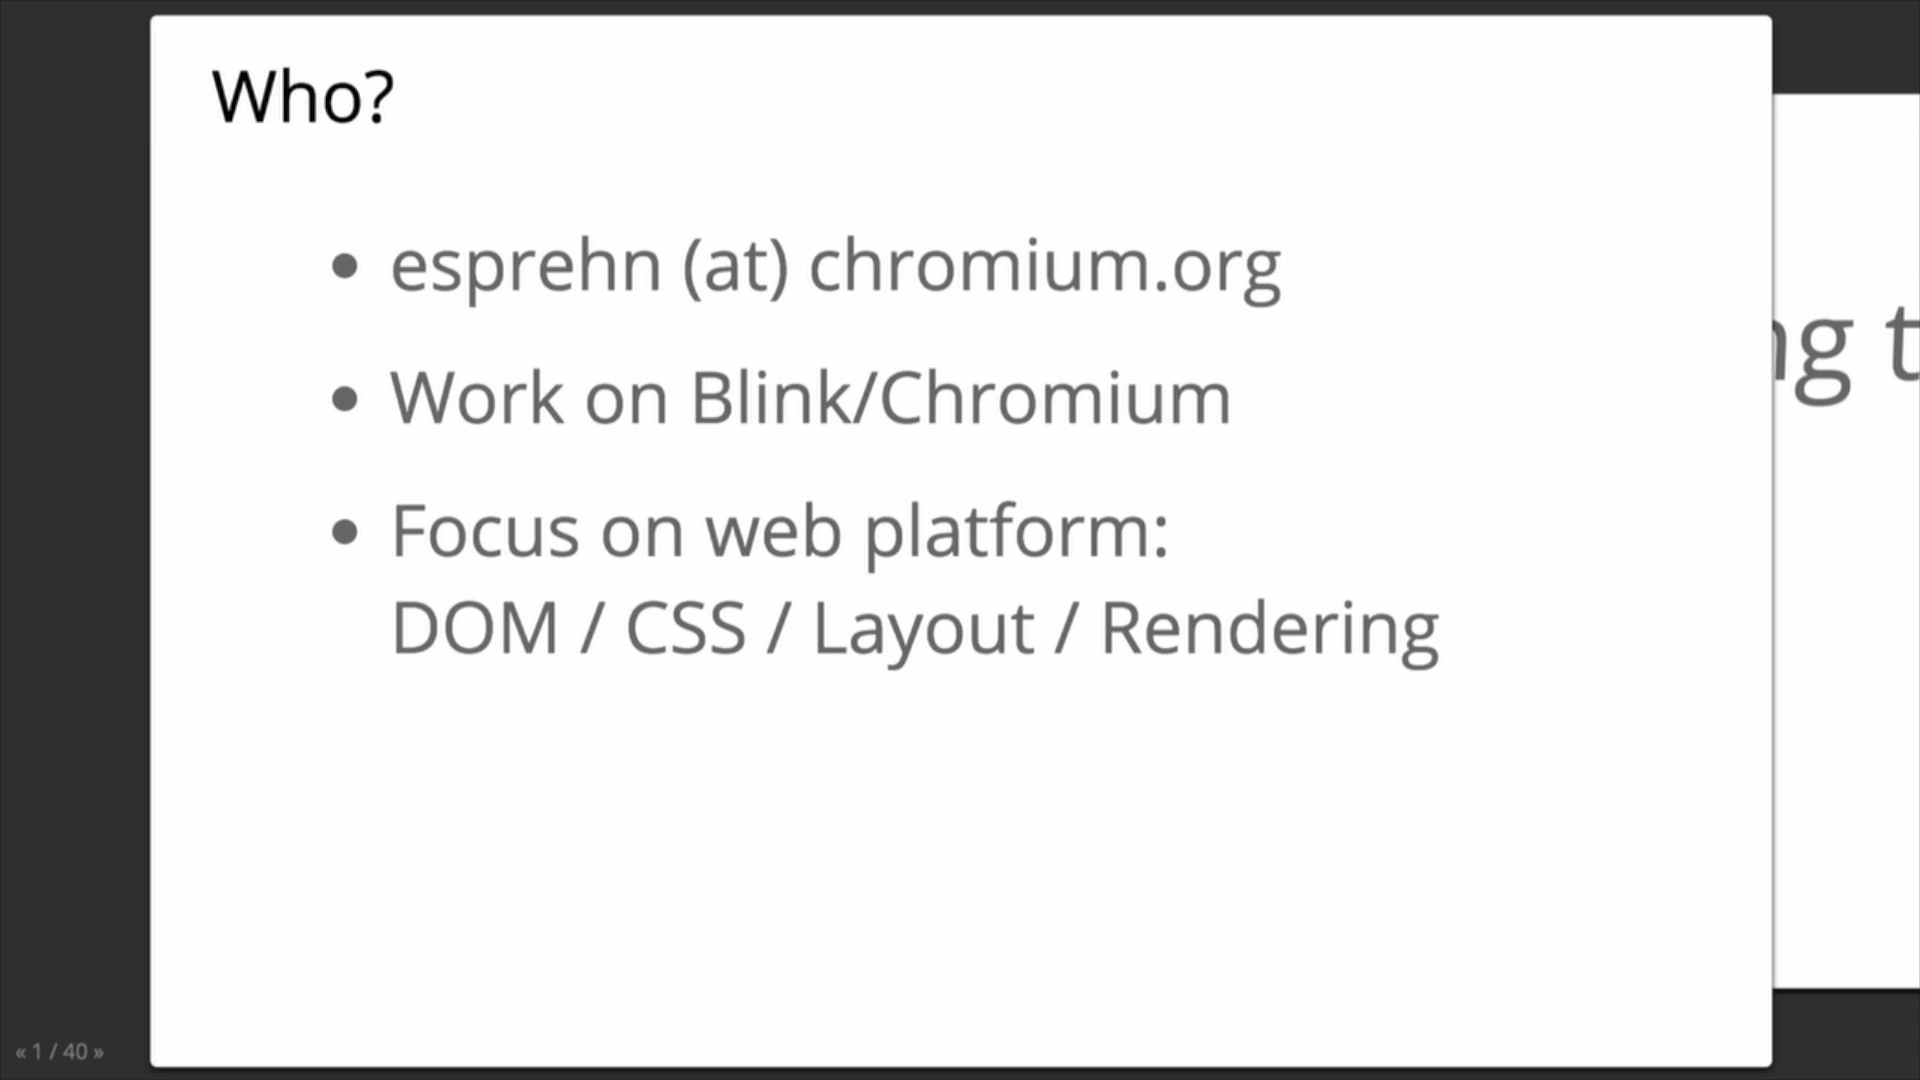 Who?
esprehn (at) chromium.org
Work on Blink/Chromium
Focus on web platform:
DOM / CSS / Layout / Rendering
« 1 / 40 »